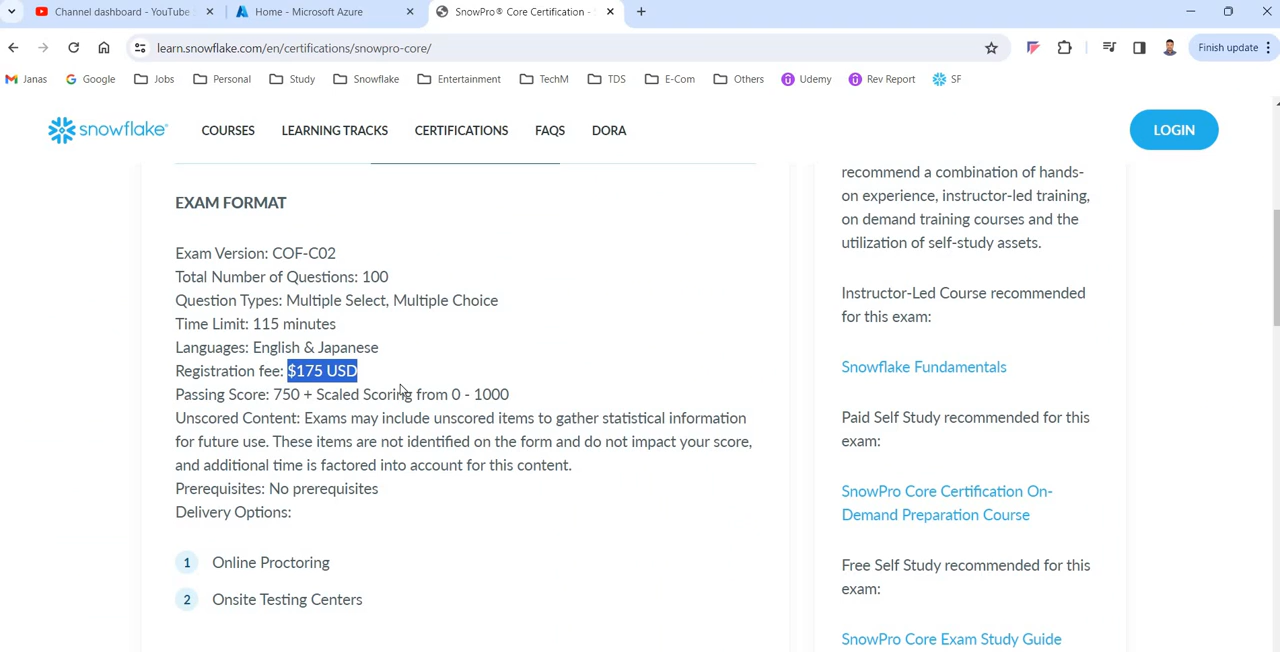 Channel dashboard - YouTube
Home - Microsoft Azure
SnowPro® Core Certification -
learn.snowflake.com/en/certifications/snowpro-core/
Finish update
Janas
Google
Jobs
Personal
Study
Snowflake
Entertainment
TechM
TDS
E-Com
Others
Udemy
Rev Report
SF
snowflake
COURSES
LEARNING TRACKS
CERTIFICATIONS
FAQS
DORA
LOGIN
EXAM FORMAT
Exam Version: COF-C02
Total Number of Questions: 100
Question Types: Multiple Select, Multiple Choice
Time Limit: 115 minutes
Languages: English & Japanese
Registration fee: $175 USD
Passing Score: 750 + Scaled Scoring from 0 - 1000
Unscored Content: Exams may include unscored items to gather statistical information
for future use. These items are not identified on the form and do not impact your score,
and additional time is factored into account for this content.
Prerequisites: No prerequisites
Delivery Options:
1 Online Proctoring
2 Onsite Testing Centers
recommend a combination of hands-
on experience, instructor-led training,
on demand training courses and the
utilization of self-study assets.
Instructor-Led Course recommended
for this exam:
Snowflake Fundamentals
Paid Self Study recommended for this
exam:
SnowPro Core Certification On-
Demand Preparation Course
Free Self Study recommended for this
exam:
SnowPro Core Exam Study Guide